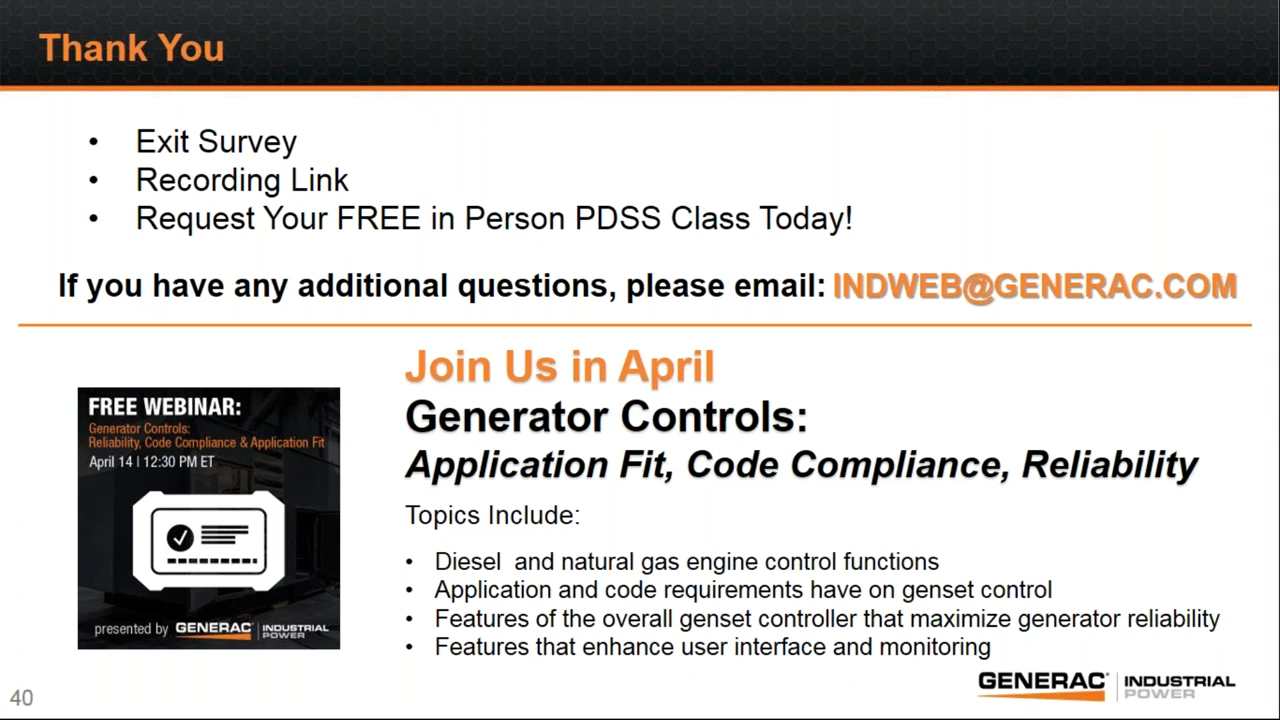 Thank You
• Exit Survey
• Recording Link
• Request Your FREE in Person PDSS Class Today!
If you have any additional questions, please email: INDWEB@GENERAC.COM
FREE WEBINAR:
Generator Controls:
Reliability, Code Compliance & Application Fit
April 14 | 12:30 PM ET
presented by GENERAC | INDUSTRIAL POWER
Join Us in April
Generator Controls:
Application Fit, Code Compliance, Reliability
Topics Include:
• Diesel and natural gas engine control functions
• Application and code requirements have on genset control
• Features of the overall genset controller that maximize generator reliability
• Features that enhance user interface and monitoring
GENERAC | INDUSTRIAL POWER
40